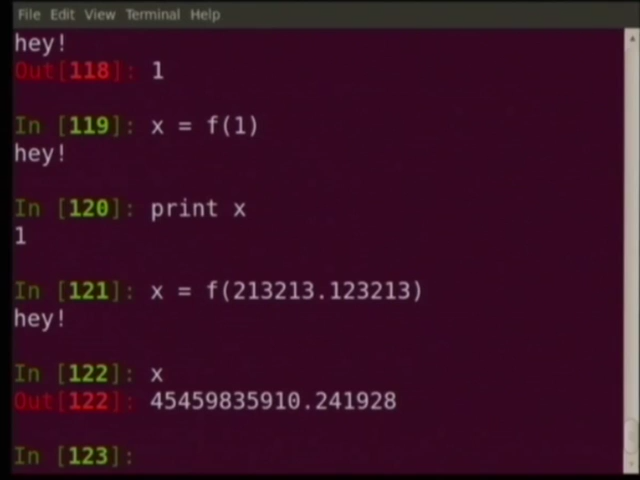 File Edit View Terminal Help
hey!
Out[118]: 1
In [119]: x = f(1)
hey!
In [120]: print x
1
In [121]: x = f(213213.123213)
hey!
In [122]: x
Out[122]: 45459835910.241928
In [123]: